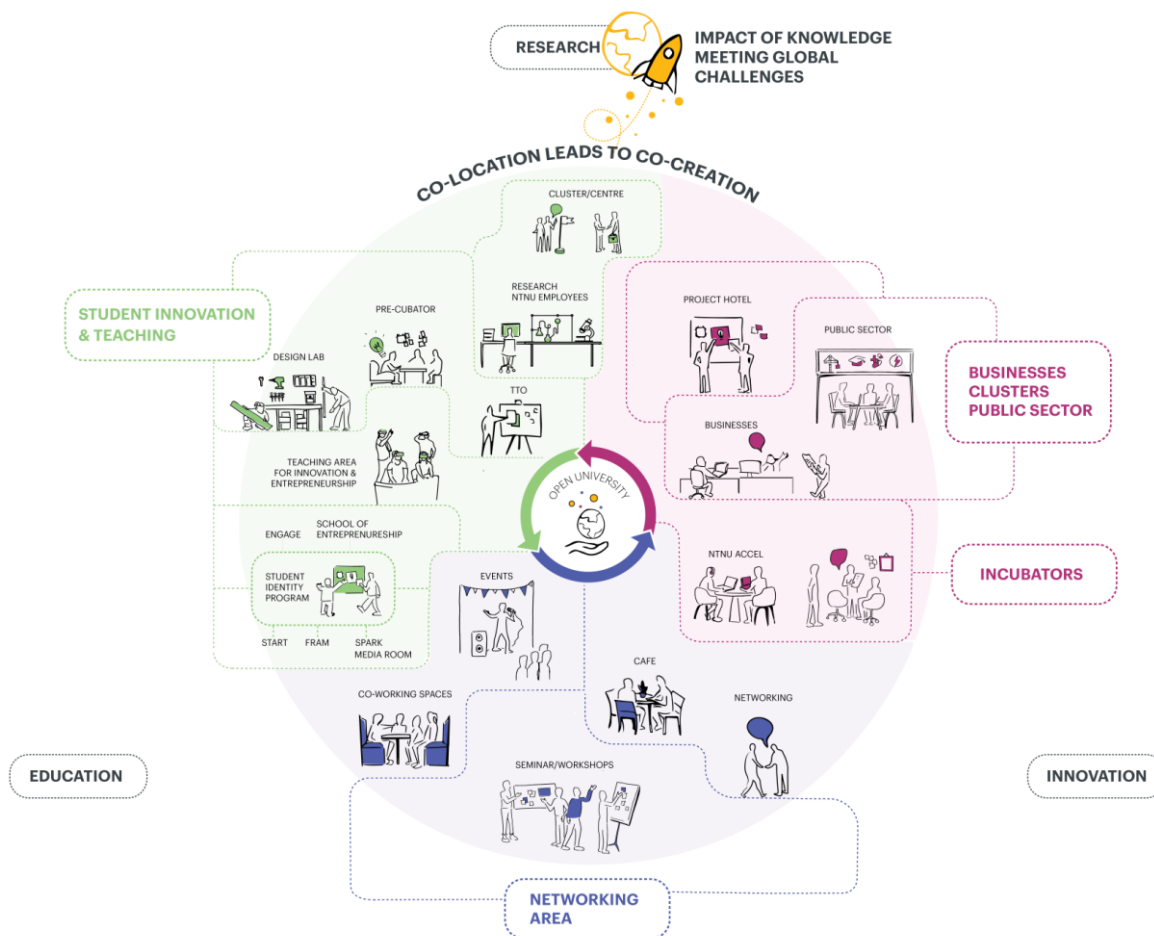 RESEARCH
IMPACT OF KNOWLEDGE
MEETING GLOBAL
CHALLENGES
CO-LOCATION LEADS TO CO-CREATION
CLUSTER/CENTRE
RESEARCH
NTNU EMPLOYEES
PRE-CUBATOR
STUDENT INNOVATION
& TEACHING
DESIGN LAB
TTO
TEACHING AREA
FOR INNOVATION &
ENTREPRENEURSHIP
PROJECT HOTEL
PUBLIC SECTOR
BUSINESSES
CLUSTERS
PUBLIC SECTOR
BUSINESSES
OPEN UNIVERSITY
ENGAGE
SCHOOL OF
ENTREPRENURESHIP
STUDENT
IDENTITY
PROGRAM
START
FRAM
SPARK
MEDIA ROOM
EVENTS
NTNU ACCEL
INCUBATORS
CAFE
NETWORKING
CO-WORKING SPACES
SEMINAR/WORKSHOPS
EDUCATION
INNOVATION
NETWORKING
AREA